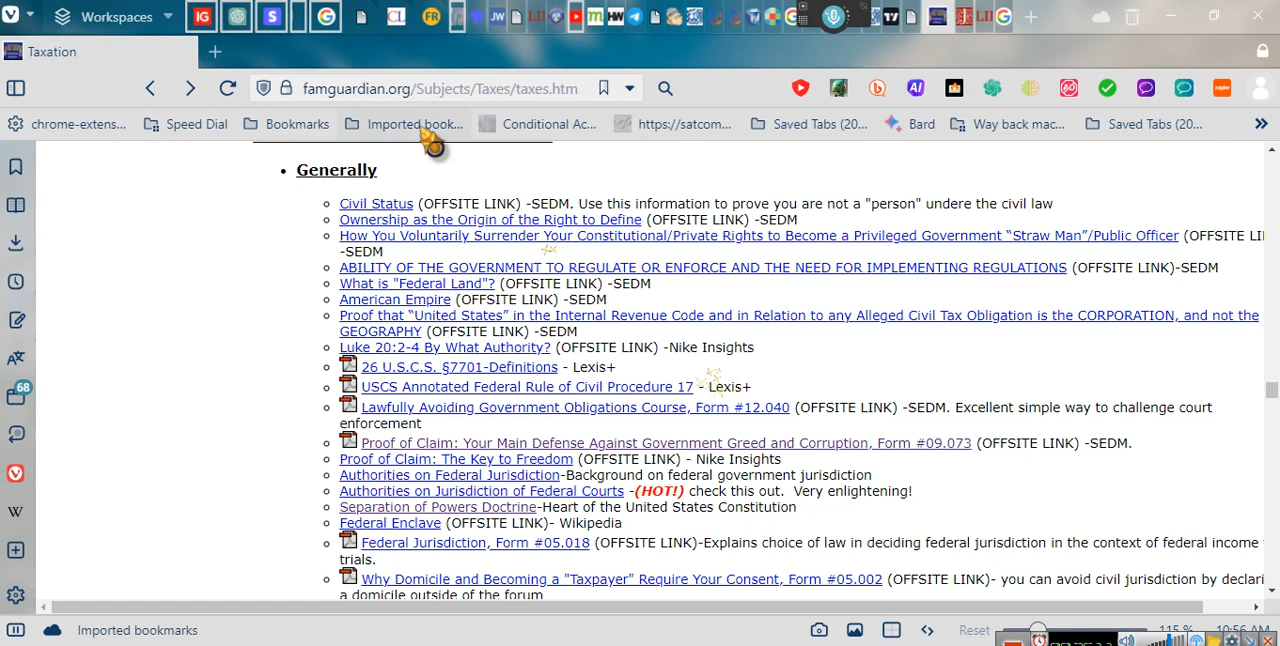 Workspaces
IG
S
CL
FR
JW
LII
HW
LII
Taxation
famguardian.org/Subjects/Taxes/taxes.htm
chrome-extens... Speed Dial Bookmarks Imported book... Conditional Ac... https://satcom... Saved Tabs (20... Bard Way back mac... Saved Tabs (20...
• Generally
Civil Status (OFFSITE LINK) -SEDM. Use this information to prove you are not a "person" undere the civil law
Ownership as the Origin of the Right to Define (OFFSITE LINK) -SEDM
How You Voluntarily Surrender Your Constitutional/Private Rights to Become a Privileged Government “Straw Man”/Public Officer (OFFSITE LI
-SEDM
ABILITY OF THE GOVERNMENT TO REGULATE OR ENFORCE AND THE NEED FOR IMPLEMENTING REGULATIONS (OFFSITE LINK)-SEDM
What is "Federal Land"? (OFFSITE LINK) -SEDM
American Empire (OFFSITE LINK) -SEDM
Proof that “United States” in the Internal Revenue Code and in Relation to any Alleged Civil Tax Obligation is the CORPORATION, and not the
GEOGRAPHY (OFFSITE LINK) -SEDM
Luke 20:2-4 By What Authority? (OFFSITE LINK) -Nike Insights
26 U.S.C.S. §7701-Definitions - Lexis+
USCS Annotated Federal Rule of Civil Procedure 17 - Lexis+
Lawfully Avoiding Government Obligations Course, Form #12.040 (OFFSITE LINK) -SEDM. Excellent simple way to challenge court
enforcement
Proof of Claim: Your Main Defense Against Government Greed and Corruption, Form #09.073 (OFFSITE LINK) -SEDM.
Proof of Claim: The Key to Freedom (OFFSITE LINK) - Nike Insights
Authorities on Federal Jurisdiction-Background on federal government jurisdiction
Authorities on Jurisdiction of Federal Courts -(HOT!) check this out. Very enlightening!
Separation of Powers Doctrine-Heart of the United States Constitution
Federal Enclave (OFFSITE LINK)- Wikipedia
Federal Jurisdiction, Form #05.018 (OFFSITE LINK)-Explains choice of law in deciding federal jurisdiction in the context of federal income
trials.
Why Domicile and Becoming a "Taxpayer" Require Your Consent, Form #05.002 (OFFSITE LINK)- you can avoid civil jurisdiction by declari
a domicile outside of the forum
68
W
Imported bookmarks Reset 115 % 10:56 AM